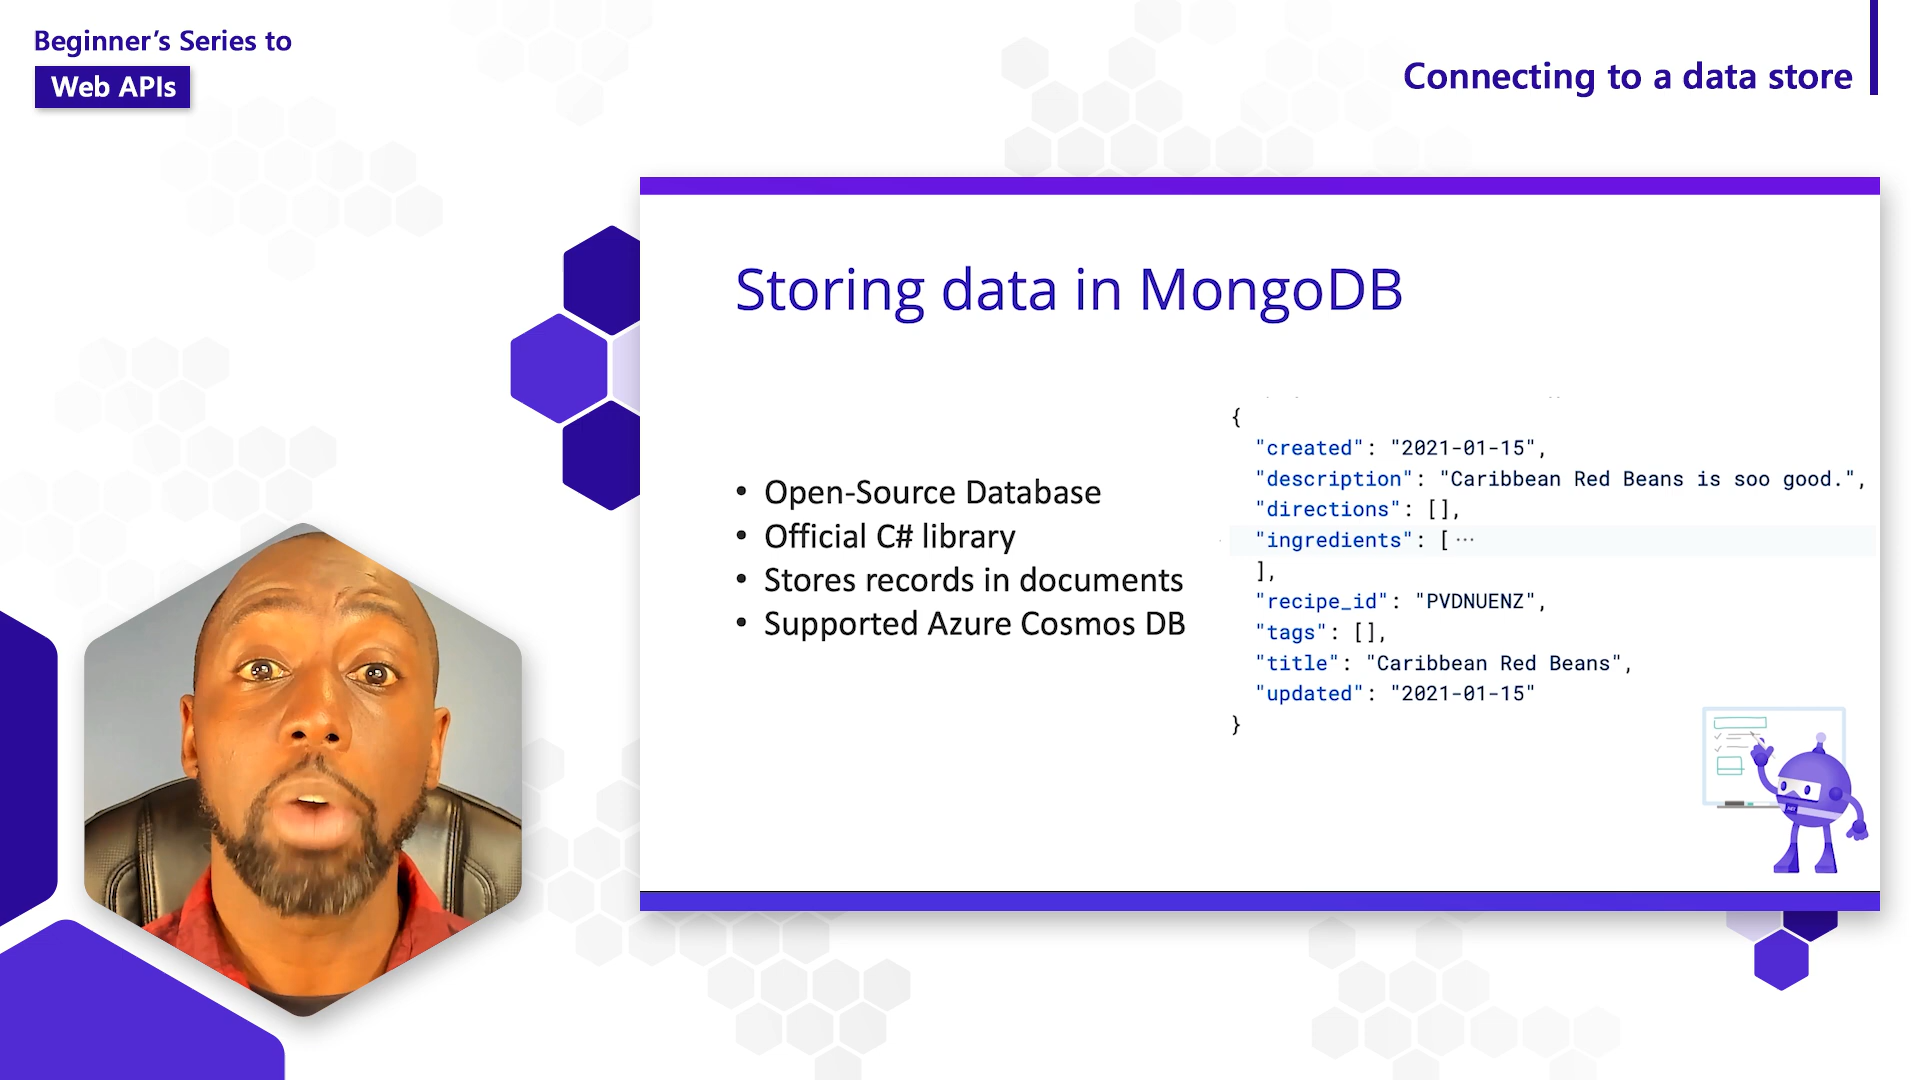 Beginner’s Series to
Web APIs
Connecting to a data store
Storing data in MongoDB
• Open-Source Database
• Official C# library
• Stores records in documents
• Supported Azure Cosmos DB
{
"created": "2021-01-15",
"description": "Caribbean Red Beans is soo good.",
"directions": [],
"ingredients": [ ···
],
"recipe_id": "PVDNUENZ",
"tags": [],
"title": "Caribbean Red Beans",
"updated": "2021-01-15"
}